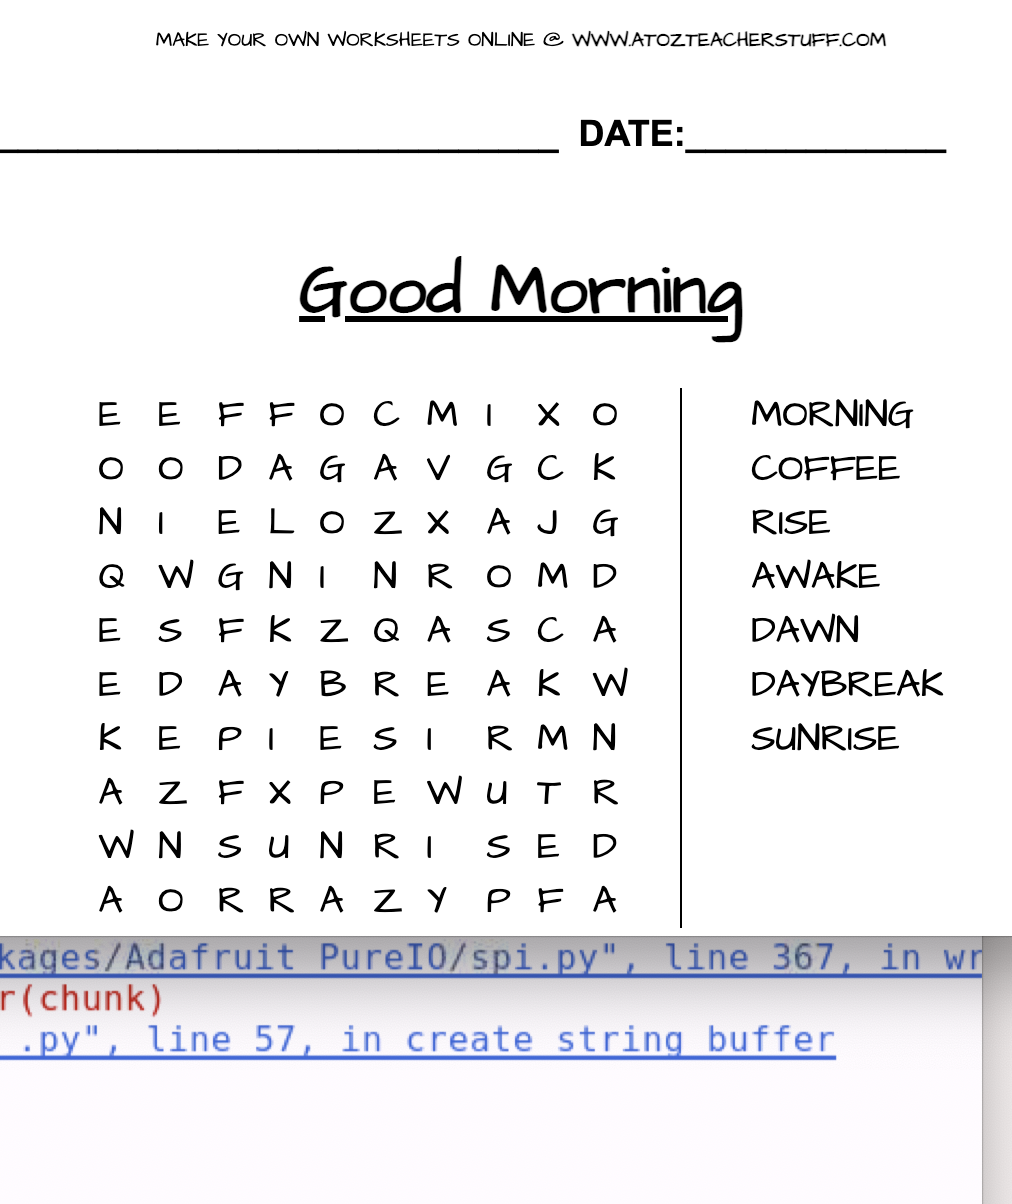 MAKE YOUR OWN WORKSHEETS ONLINE @ WWW.ATOZTEACHERSTUFF.COM
DATE:
Good Morning
E E F F O C M I X O
O O D A G A V G C K
N I E L O Z X A J G
Q W G N I N R O M D
E S F K Z Q A S C A
E D A Y B R E A K W
K E P I E S I R M N
A Z F X P E W U T R
W N S U N R I S E D
A O R R A Z Y P F A
MORNING
COFFEE
RISE
AWAKE
DAWN
DAYBREAK
SUNRISE
kages/Adafruit PureIO/spi.py", line 367, in wr
r(chunk)
.py", line 57, in create string buffer